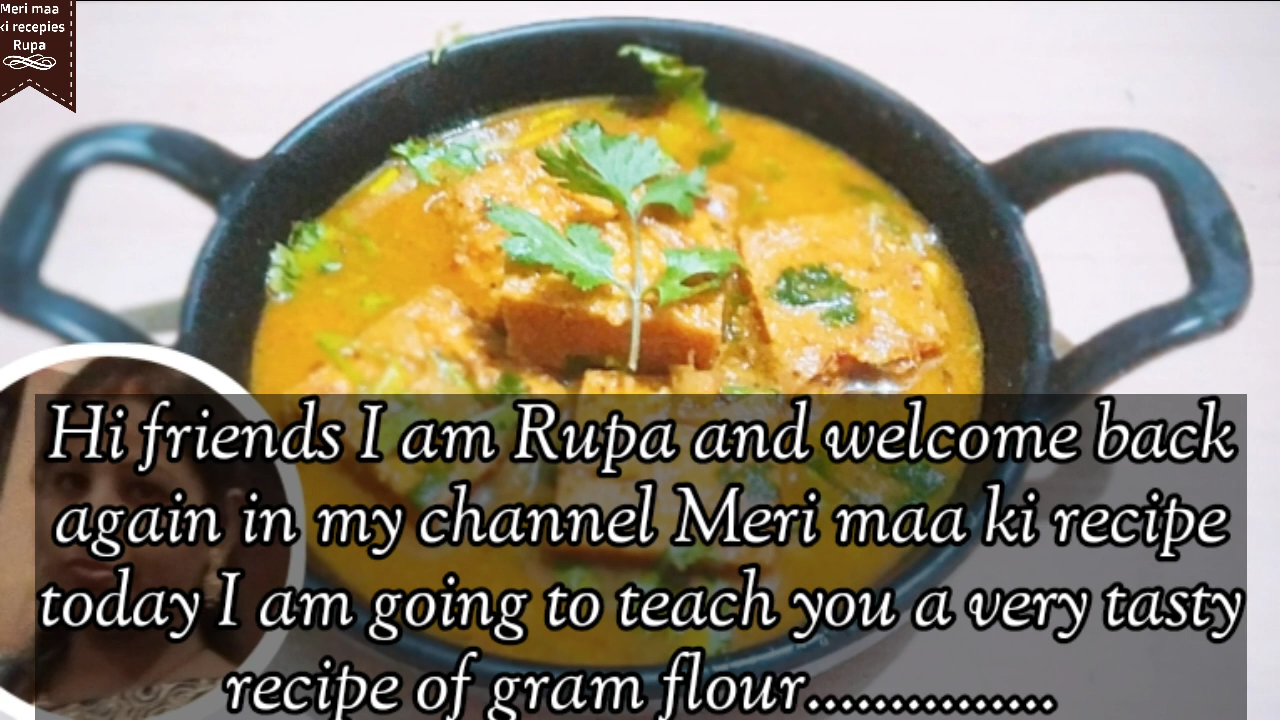 Meri maa
ki recepies
Rupa
Hi friends I am Rupa and welcome back
again in my channel Meri maa ki recipe
today I am going to teach you a very tasty
recipe of gram flour...............